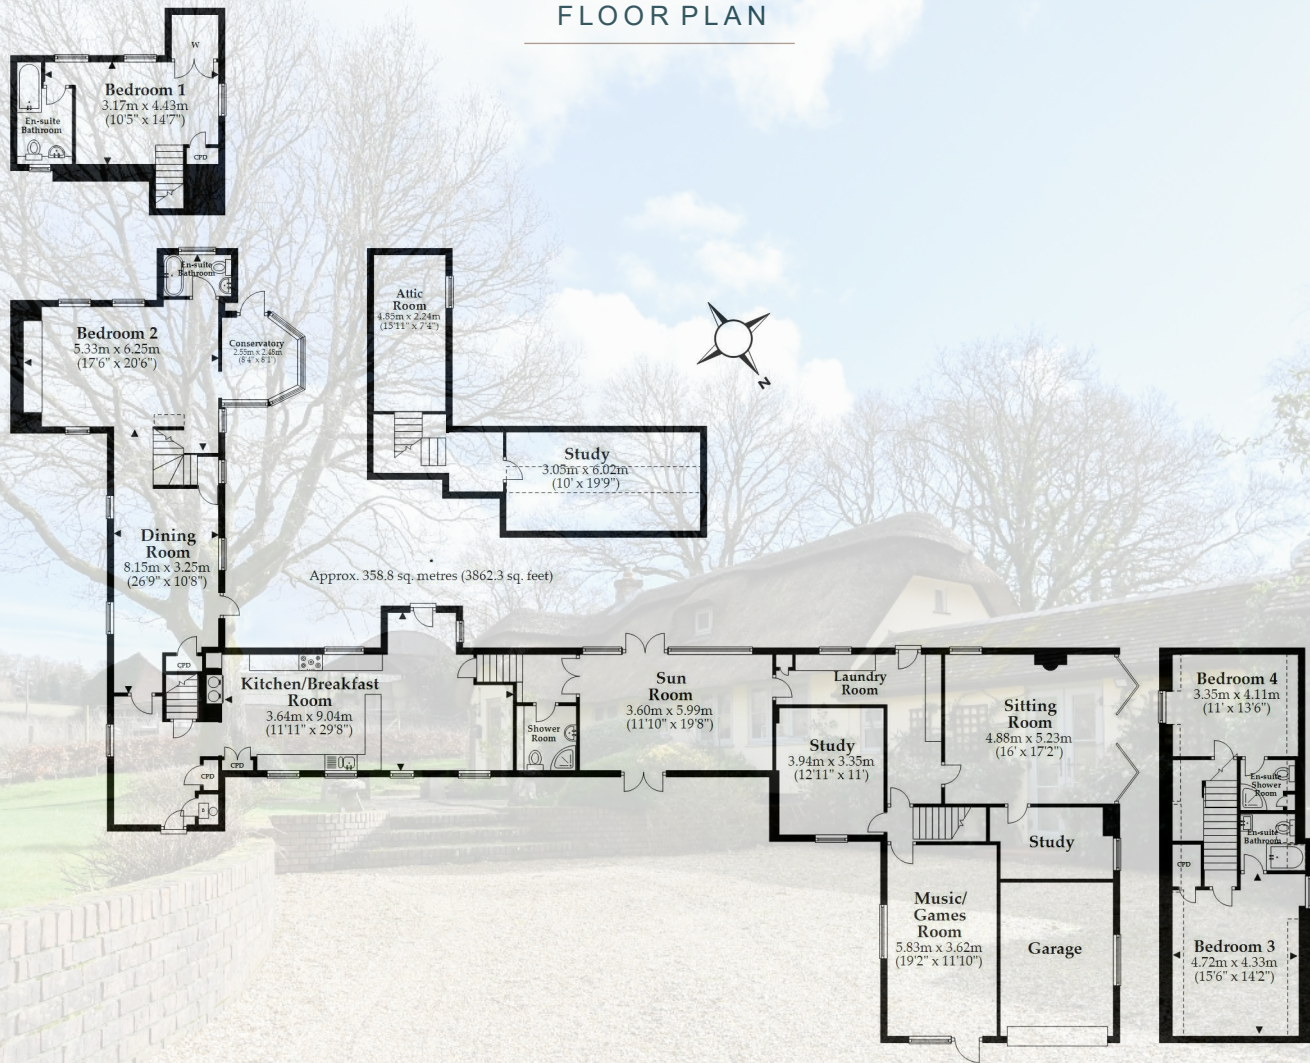 FLOOR PLAN
W
Bedroom 1
3.17m x 4.43m
(10'5" x 14'7")
En-suite
Bathroom
CPD
En-suite
Bathroom
Bedroom 2
5.33m x 6.25m
(17'6" x 20'6")
Conservatory
2.55m x 2.48m
(8'4" x 8'1")
Attic
Room
4.85m x 2.24m
(15'11" x 7'4")
Study
3.05m x 6.02m
(10' x 19'9")
N
Dining
Room
8.15m x 3.25m
(26'9" x 10'8")
Approx. 358.8 sq. metres (3862.3 sq. feet)
CPD
Kitchen/Breakfast
Room
3.64m x 9.04m
(11'11" x 29'8")
CPD
CPD
Shower
Room
Sun
Room
3.60m x 5.99m
(11'10" x 19'8")
Laundry
Room
Study
3.94m x 3.35m
(12'11" x 11')
Sitting
Room
4.88m x 5.23m
(16' x 17'2")
Study
Music/
Games
Room
5.83m x 3.62m
(19'2" x 11'10")
Garage
Bedroom 4
3.35m x 4.11m
(11' x 13'6")
En-suite
Shower
Room
En-suite
Bathroom
CPD
Bedroom 3
4.72m x 4.33m
(15'6" x 14'2")